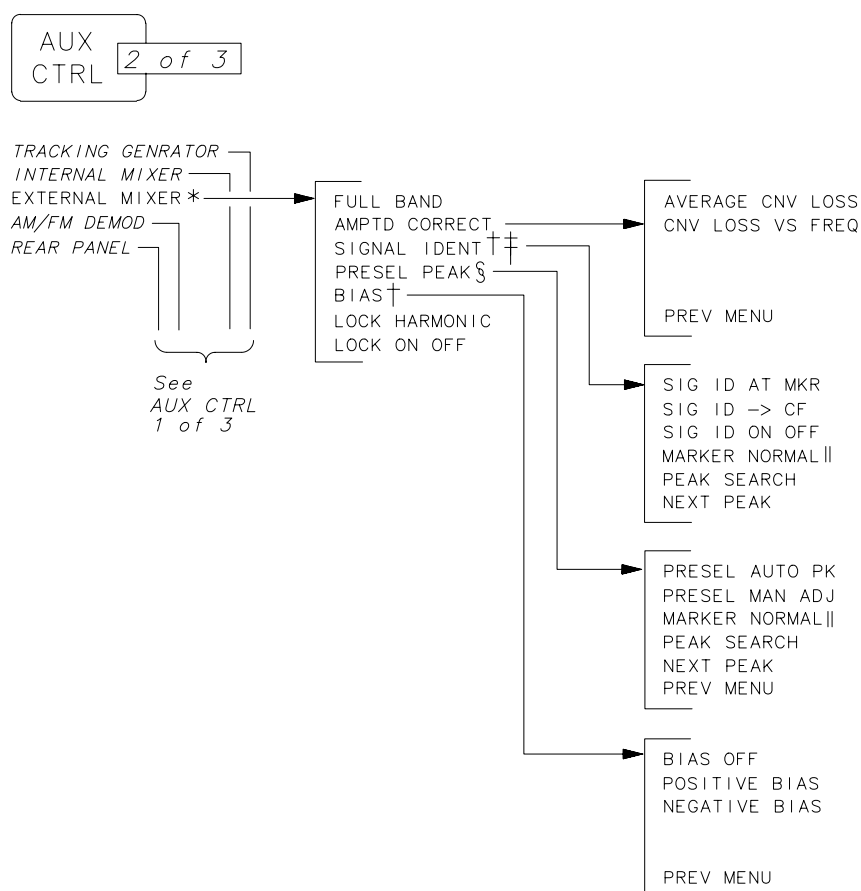 AUX
CTRL
2 of 3
TRACKING GENRATOR
INTERNAL MIXER
EXTERNAL MIXER*
AM/FM DEMOD
REAR PANEL
See
AUX CTRL
1 of 3
FULL BAND
AMPTD CORRECT
SIGNAL IDENT†‡
PRESEL PEAK§
BIAS†
LOCK HARMONIC
LOCK ON OFF
AVERAGE CNV LOSS
CNV LOSS VS FREQ
PREV MENU
SIG ID AT MKR
SIG ID –> CF
SIG ID ON OFF
MARKER NORMAL||
PEAK SEARCH
NEXT PEAK
PRESEL AUTO PK
PRESEL MAN ADJ
MARKER NORMAL||
PEAK SEARCH
NEXT PEAK
PREV MENU
BIAS OFF
POSITIVE BIAS
NEGATIVE BIAS
PREV MENU